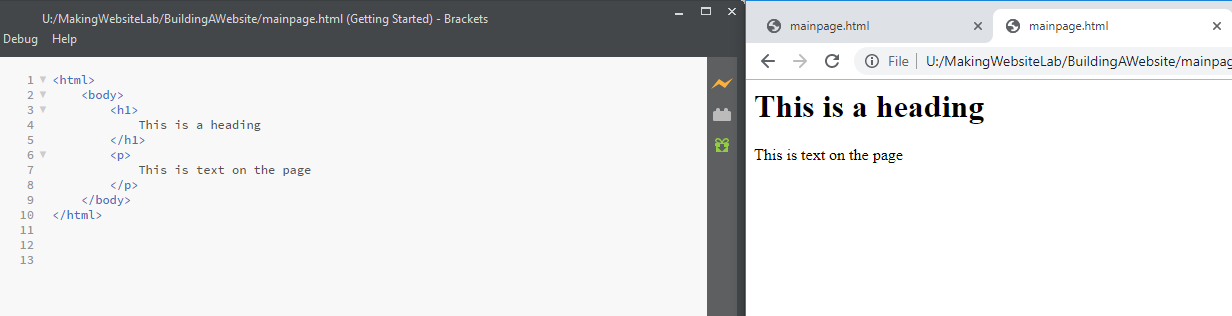 U:/MakingWebsiteLab/BuildingAWebsite/mainpage.html (Getting Started) - Brackets
Debug Help
1 <html>
2 <body>
3 <h1>
4 This is a heading
5 </h1>
6 <p>
7 This is text on the page
8 </p>
9 </body>
10 </html>
11
12
13
mainpage.html mainpage.html
File U:/MakingWebsiteLab/BuildingAWebsite/mainpag
This is a heading
This is text on the page